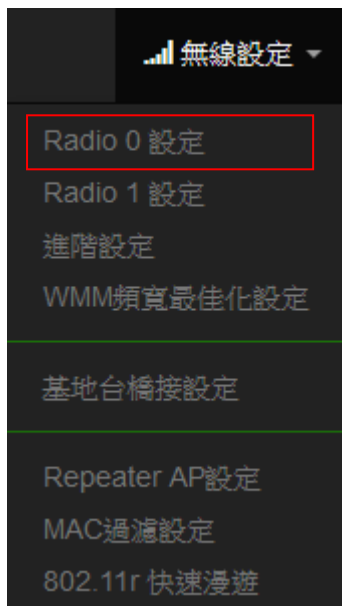 無線設定
Radio 0 設定
Radio 1 設定
進階設定
WMM頻寬最佳化設定
基地台橋接設定
Repeater AP設定
MAC過濾設定
802.11r 快速漫遊